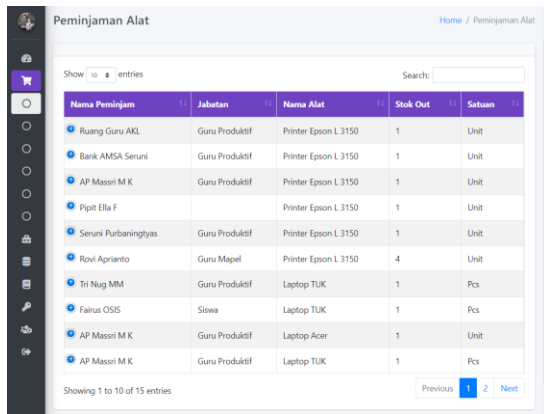 Peminjaman Alat
Home / Peminjaman Alat
Show 10 entries
Search:
Nama Peminjam Jabatan Nama Alat Stok Out Satuan
Ruang Guru AKL Guru Produktif Printer Epson L 3150 1 Unit
Bank AMSA Seruni Guru Produktif Printer Epson L 3150 1 Unit
AP Massri M K Guru Produktif Printer Epson L 3150 1 Unit
Pipit Ella F Printer Epson L 3150 1 Unit
Seruni Purbaningtyas Guru Produktif Printer Epson L 3150 1 Unit
Rovi Aprianto Guru Mapel Printer Epson L 3150 4 Unit
Tri Nug MM Guru Produktif Laptop TUK 1 Pcs
Fairus OSIS Siswa Laptop TUK 1 Pcs
AP Massri M K Guru Produktif Laptop Acer 1 Unit
AP Massri M K Guru Produktif Laptop TUK 1 Pcs
Showing 1 to 10 of 15 entries
Previous 1 2 Next